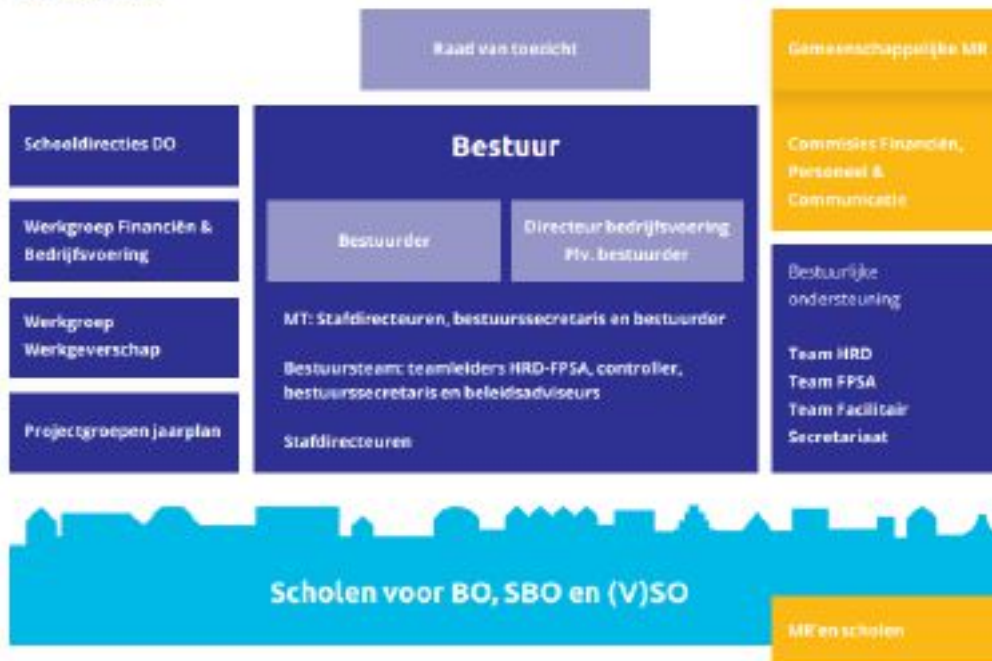 Raad van toezicht
Gemeenschappelijke MR
Schooldirecties DO
Bestuur
Commisies Financiën,
Personeel &
Communicatie
Werkgroep Financiën &
Bedrijfsvoering
Bestuurder
Directeur bedrijfsvoering
Plv. bestuurder
Bestuurlijke
ondersteuning
Werkgroep
Werkgeverschap
MT: Stafdirecteuren, bestuurssecretaris en bestuurder
Bestuursteam: teamleiders HRD-FPSA, controller,
bestuurssecretaris en beleidsadviseurs
Stafdirecteuren
Team HRD
Team FPSA
Team Facilitair
Secretariaat
Projectgroepen jaarplan
Scholen voor BO, SBO en (V)SO
MR'en scholen